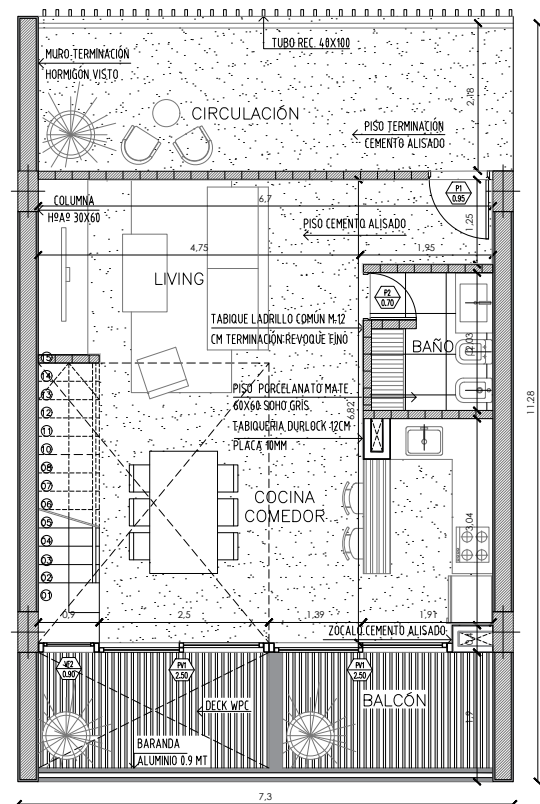 TUBO REC. 40X100
MURO TERMINACIÓN
HORMIGÓN VISTO
CIRCULACIÓN
2,18
PISO TERMINACIÓN
CEMENTO ALISADO
P1
0.95
COLUMNA
HºAº 30X60
6,7
1,25
PISO CEMENTO ALISADO
4,75
1,95
LIVING
P2
0.70
TABIQUE LADRILLO COMUN M-12
CM TERMINACIÓN REVOQUE FINO
BAÑO
2,03
PISO PORCELANATO MATE
60X60 SOHO GRÍS
6,82
11,28
TABIQUERIA DURLOCK 12CM
PLACA 10MM
15
14
13
12
11
10
08
07
06
05
04
03
02
01
COCINA
COMEDOR
3,04
0,9
2,5
1,39
1,91
ZOCALO CEMENTO ALISADO
0.90
PV1
2.50
PV1
2.50
BALCÓN
DECK WPC
1,9
BARANDA
ALUMINIO 0.9 MT
7,3